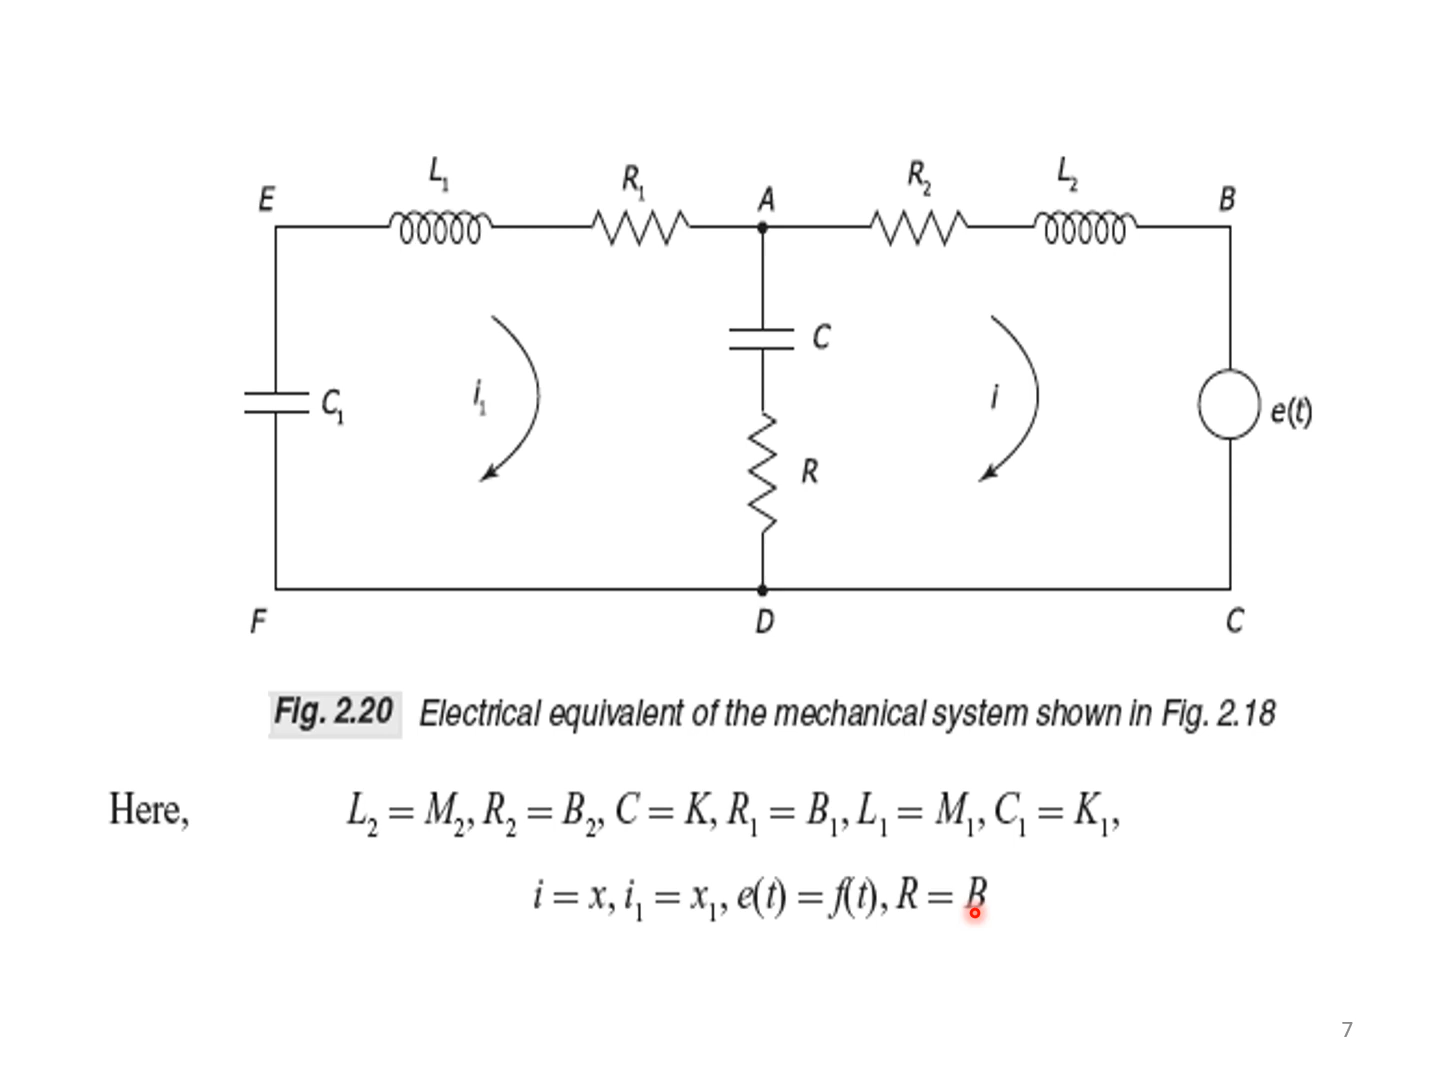 L₁ R₁ R₂ L₂
E A B
C
C₁ i₁ i e(t)
R
F D C
Fig. 2.20 Electrical equivalent of the mechanical system shown in Fig. 2.18
Here, L₂ = M₂, R₂ = B₂, C = K, R₁ = B₁, L₁ = M₁, C₁ = K₁,
i = x, i₁ = x₁, e(t) = f(t), R = B
7